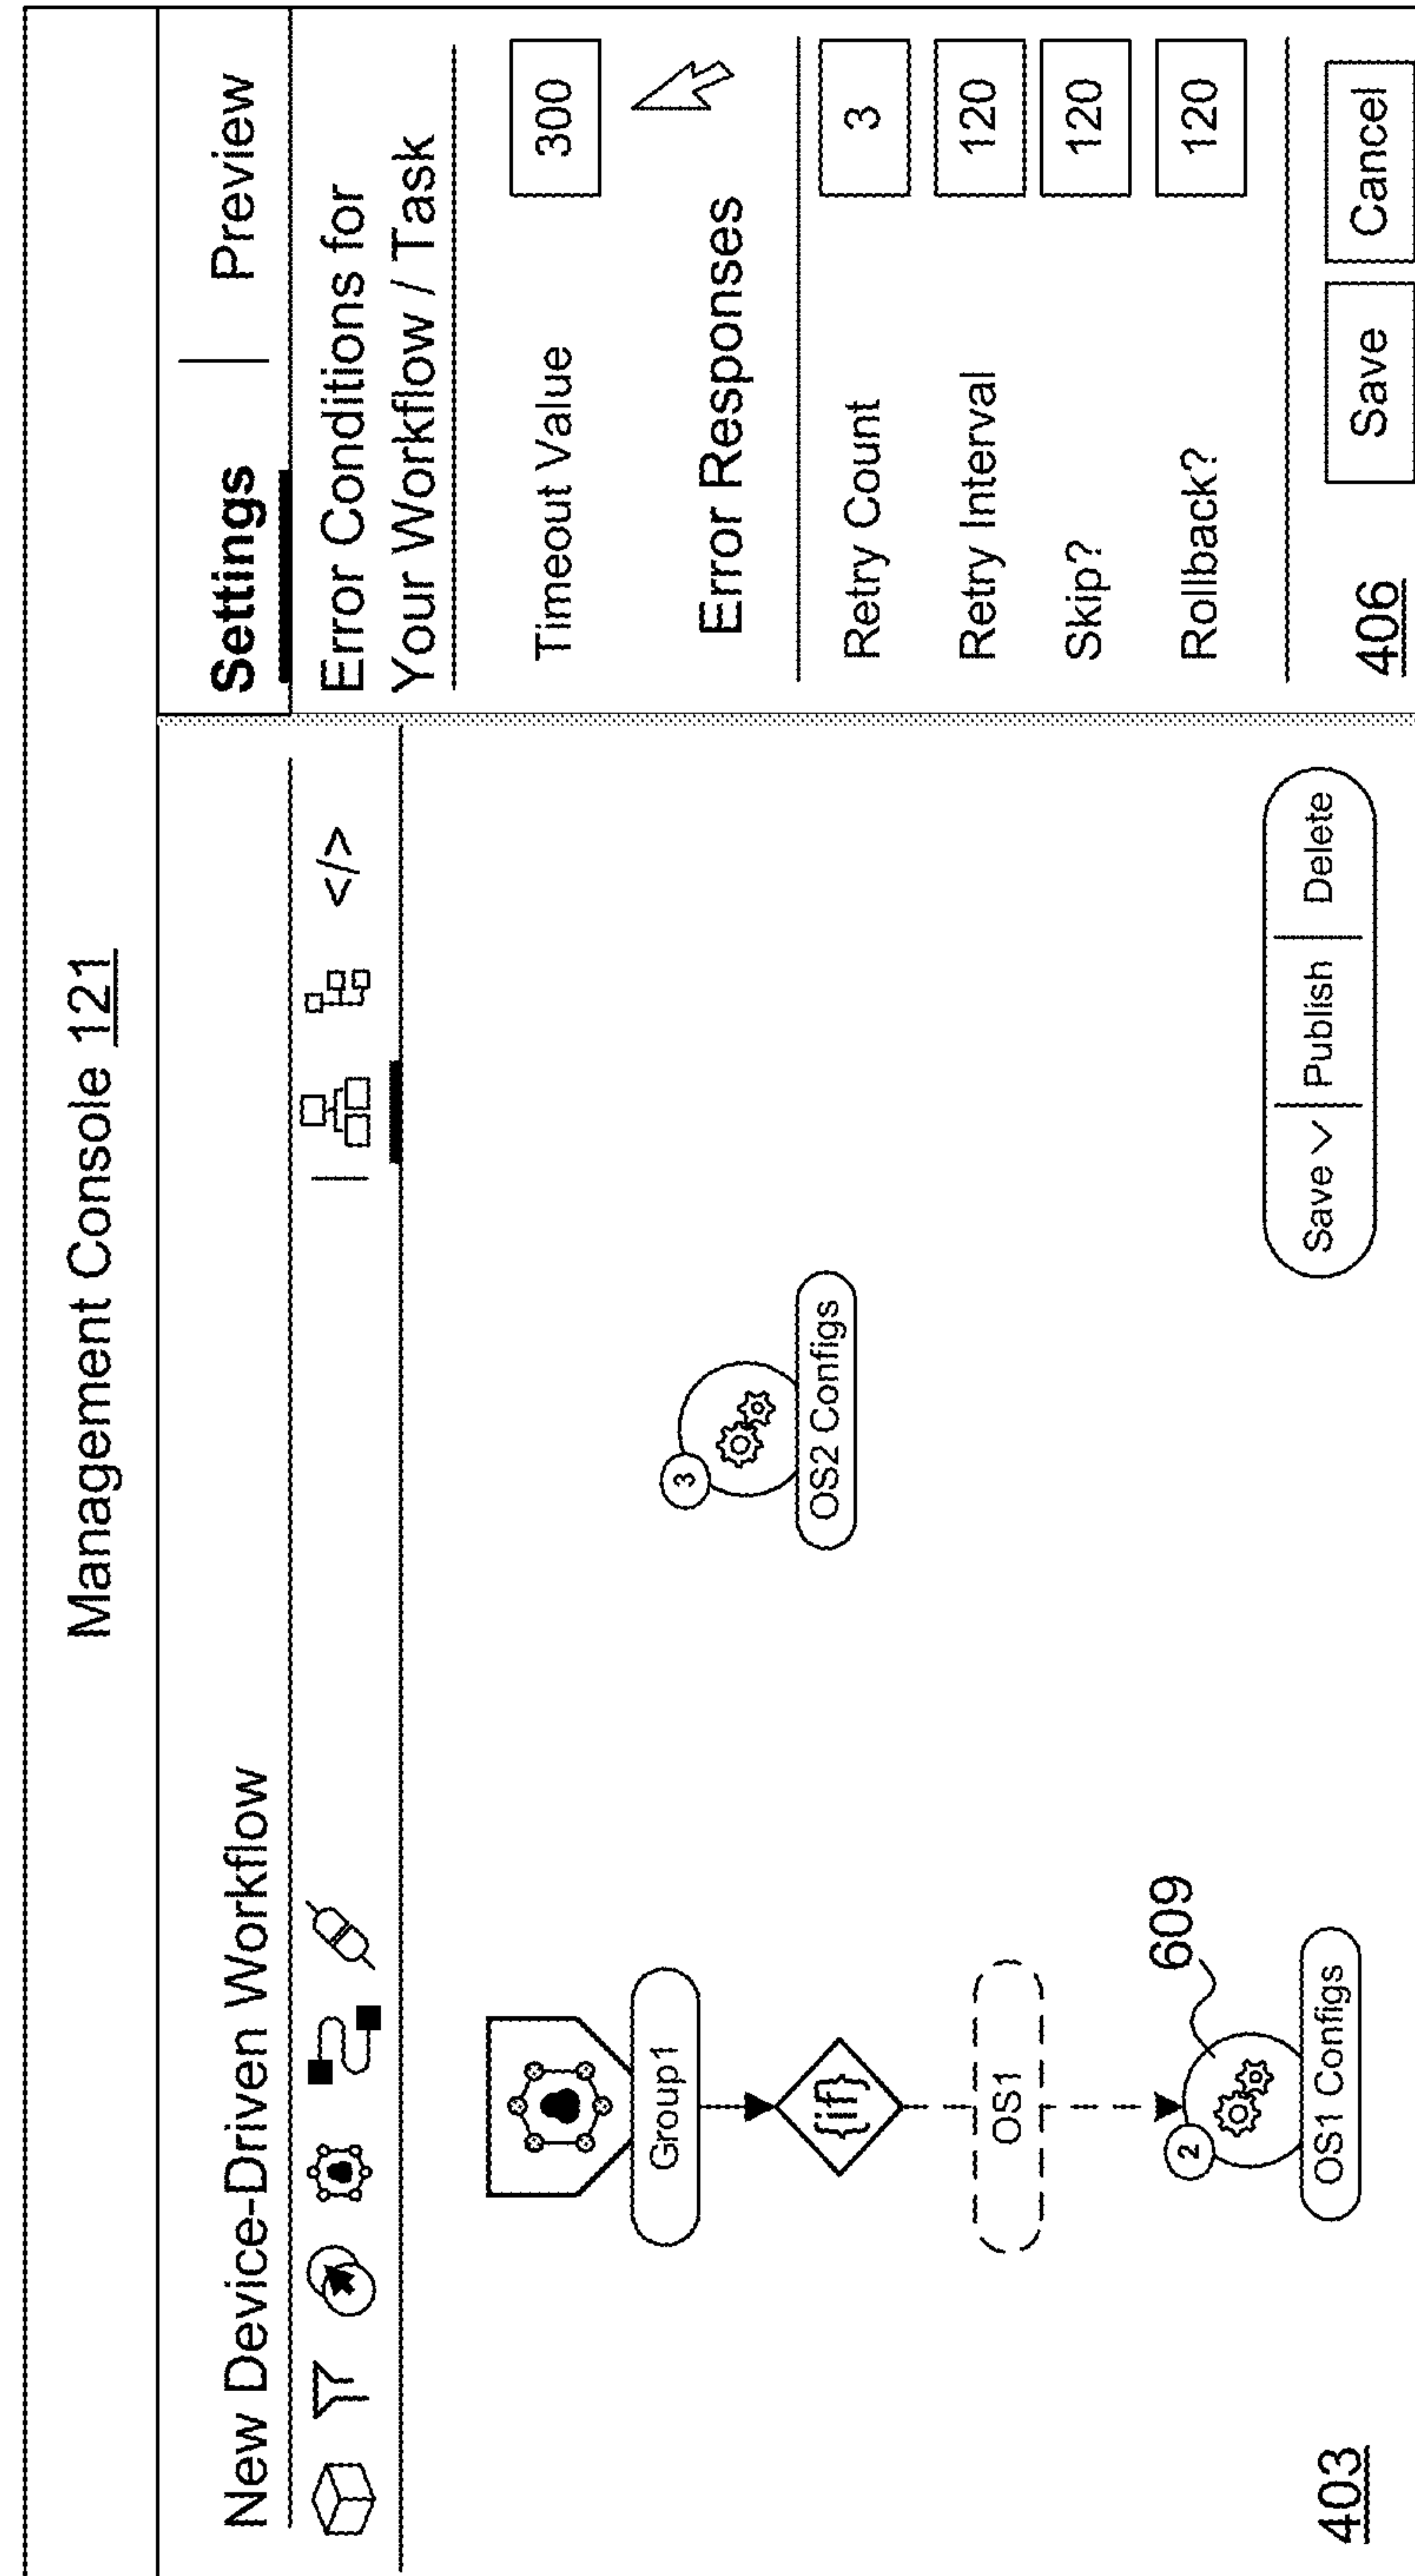 Management Console 121
New Device-Driven Workflow
</>
Group1
{if}
OS1
2
609
OS1 Configs
3
OS2 Configs
Save | Publish | Delete
403
Settings | Preview
Error Conditions for
Your Workflow / Task
Timeout Value 300
Error Responses
Retry Count 3
Retry Interval 120
Skip? 120
Rollback? 120
406
Save Cancel